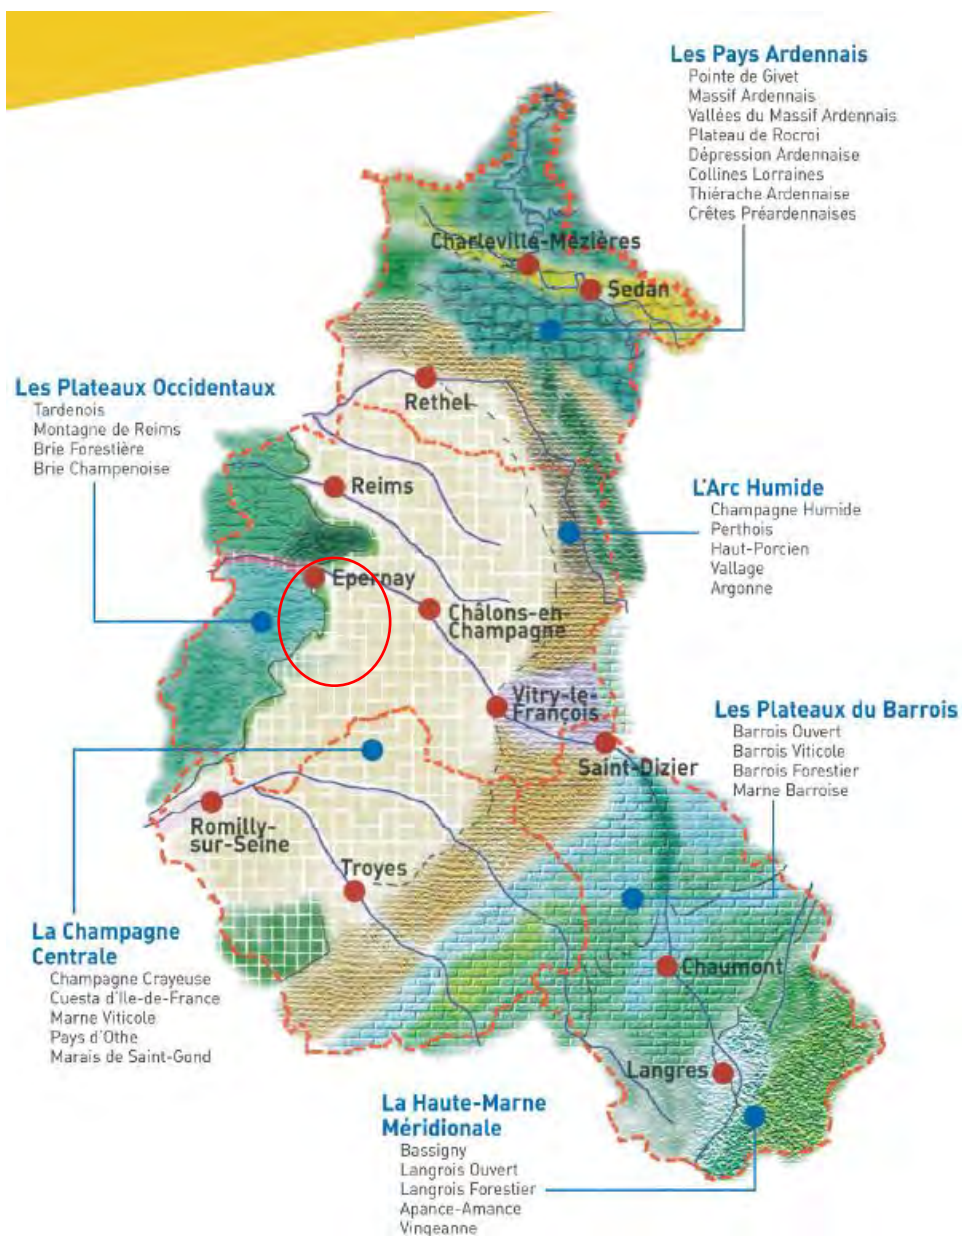 Les Pays Ardennais
Pointe de Givet
Massif Ardennais
Vallées du Massif Ardennais
Plateau de Rocroi
Dépression Ardennaise
Collines Lorraines
Thiérache Ardennaise
Crêtes Préardennaises
Charleville-Mézières
Sedan
Les Plateaux Occidentaux
Tardenois
Montagne de Reims
Brie Forestière
Brie Champenoise
Rethel
Reims
L'Arc Humide
Champagne Humide
Perthois
Haut-Porcien
Vallage
Argonne
Epernay
Châlons-en-
Champagne
Vitry-le-
François
Saint-Dizier
Les Plateaux du Barrois
Barrois Ouvert
Barrois Viticole
Barrois Forestier
Marne Barroise
Romilly-
sur-Seine
Troyes
La Champagne
Centrale
Champagne Crayeuse
Cuesta d'Ile-de-France
Marne Viticole
Pays d'Othe
Marais de Saint-Gond
Chaumont
Langres
La Haute-Marne
Méridionale
Bassigny
Langrois Ouvert
Langrois Forestier
Apance-Amance
Vingeanne